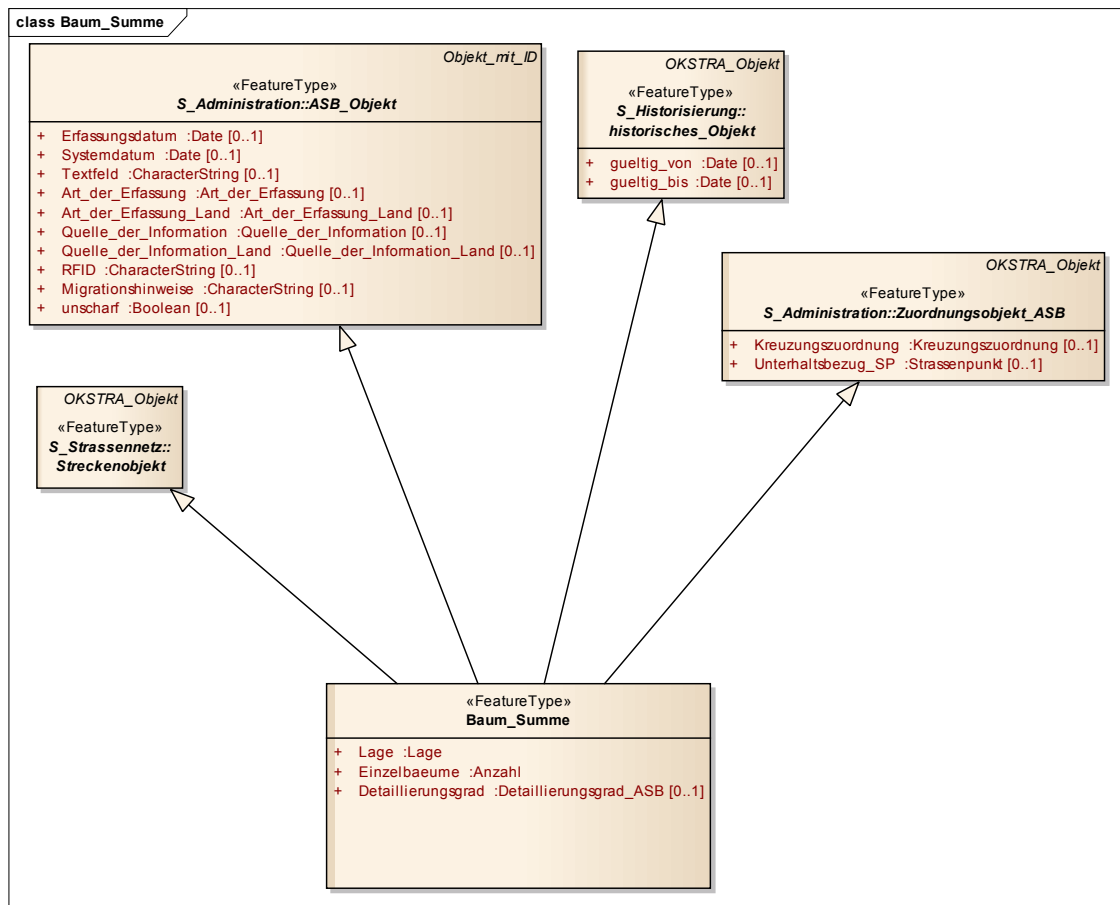 class Baum_Summe
Objekt_mit_ID
«FeatureType»
S_Administration::ASB_Objekt
+ Erfassungsdatum :Date [0..1]
+ Systemdatum :Date [0..1]
+ Textfeld :CharacterString [0..1]
+ Art_der_Erfassung :Art_der_Erfassung [0..1]
+ Art_der_Erfassung_Land :Art_der_Erfassung_Land [0..1]
+ Quelle_der_Information :Quelle_der_Information [0..1]
+ Quelle_der_Information_Land :Quelle_der_Information_Land [0..1]
+ RFID :CharacterString [0..1]
+ Migrationshinweise :CharacterString [0..1]
+ unscharf :Boolean [0..1]
OKSTRA_Objekt
«FeatureType»
S_Historisierung::
historisches_Objekt
+ gueltig_von :Date [0..1]
+ gueltig_bis :Date [0..1]
OKSTRA_Objekt
«FeatureType»
S_Administration::Zuordnungsobjekt_ASB
+ Kreuzungszuordnung :Kreuzungszuordnung [0..1]
+ Unterhaltsbezug_SP :Strassenpunkt [0..1]
OKSTRA_Objekt
«FeatureType»
S_Strassennetz::
Streckenobjekt
«FeatureType»
Baum_Summe
+ Lage :Lage
+ Einzelbaeume :Anzahl
+ Detaillierungsgrad :Detaillierungsgrad_ASB [0..1]